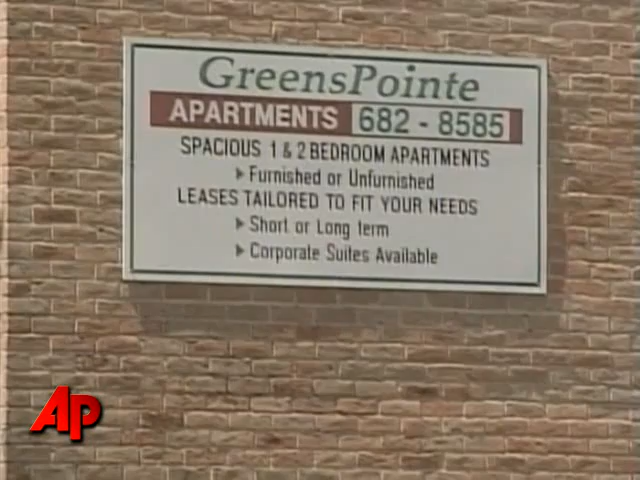 GreensPointe
APARTMENTS 682 - 8585
SPACIOUS 1 & 2 BEDROOM APARTMENTS
Furnished or Unfurnished
LEASES TAILORED TO FIT YOUR NEEDS
Short or Long term
Corporate Suites Available
AP